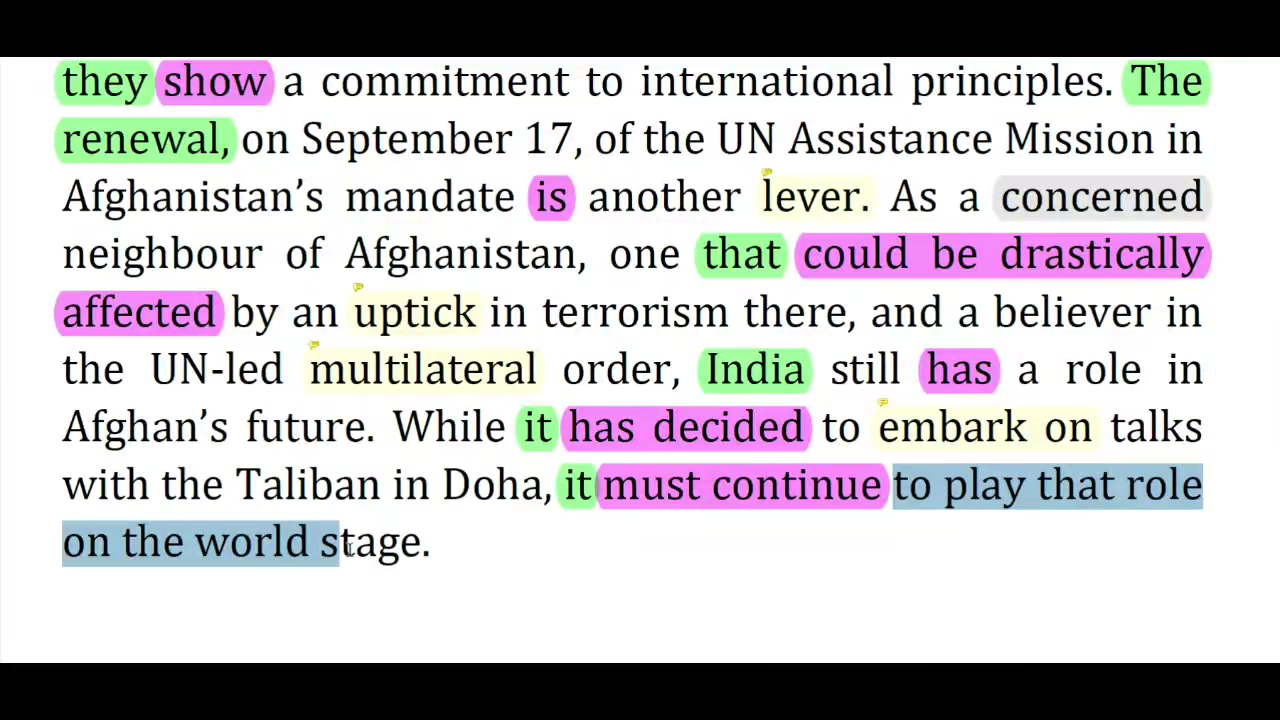 they show a commitment to international principles. The
renewal, on September 17, of the UN Assistance Mission in
Afghanistan’s mandate is another lever. As a concerned
neighbour of Afghanistan, one that could be drastically
affected by an uptick in terrorism there, and a believer in
the UN-led multilateral order, India still has a role in
Afghan’s future. While it has decided to embark on talks
with the Taliban in Doha, it must continue to play that role
on the world stage.